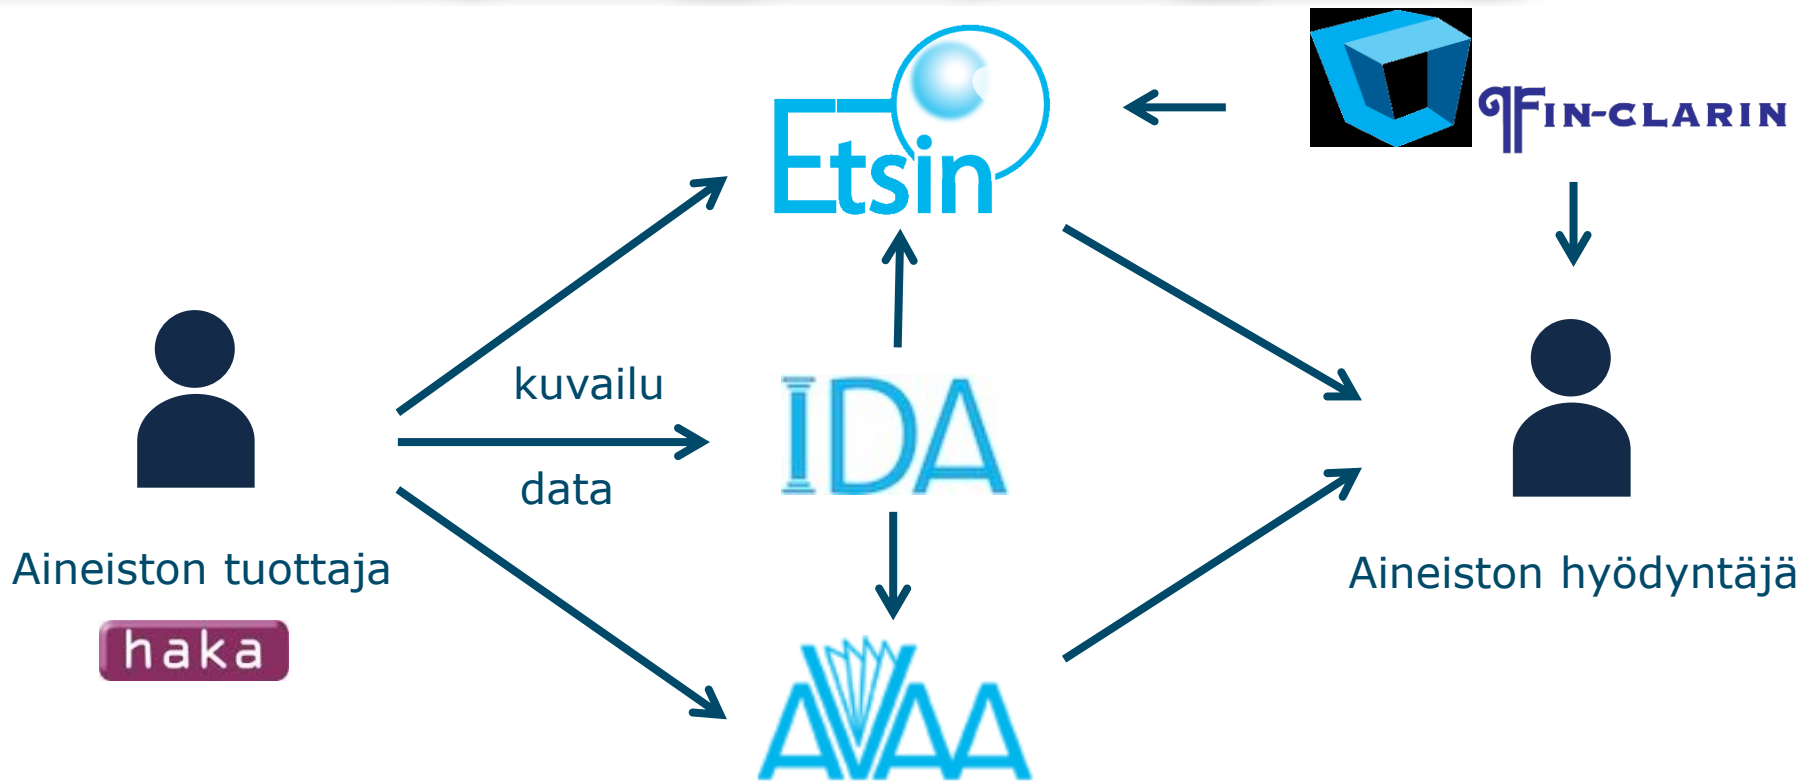 Etsin
FIN-CLARIN
kuvailu
IDA
data
Aineiston tuottaja
Aineiston hyödyntäjä
haka
AVAA